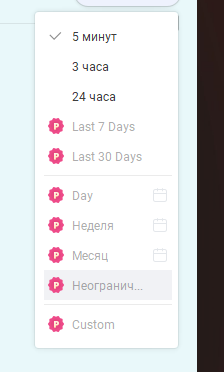 5 минут
3 часа
24 часа
P Last 7 Days
P Last 30 Days
P Day
P Неделя
P Месяц
P Неогранич...
P Custom